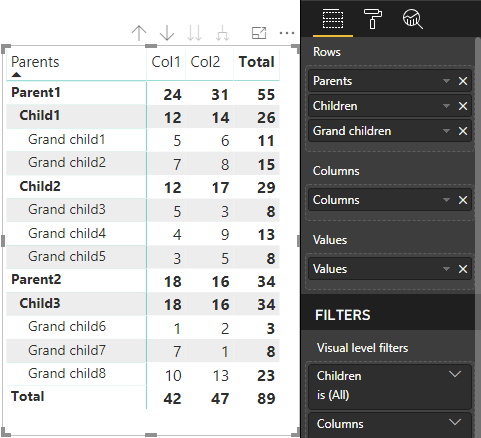 Parents Col1 Col2 Total
Parent1 24 31 55
Child1 12 14 26
Grand child1 5 6 11
Grand child2 7 8 15
Child2 12 17 29
Grand child3 5 3 8
Grand child4 4 9 13
Grand child5 3 5 8
Parent2 18 16 34
Child3 18 16 34
Grand child6 1 2 3
Grand child7 7 1 8
Grand child8 10 13 23
Total 42 47 89
Rows
Parents
Children
Grand children
Columns
Columns
Values
Values
FILTERS
Visual level filters
Children
is (All)
Columns